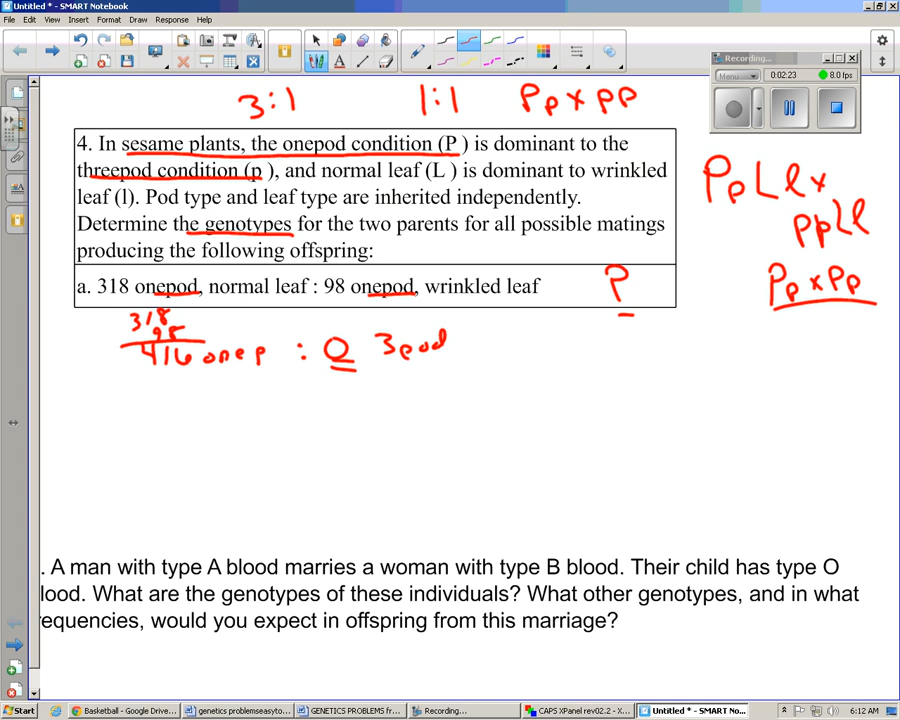 Untitled * - SMART Notebook
File Edit View Insert Format Draw Response Help
Recording...
Menu 0:02:23 8.0 fps
3:1 1:1 Pp x pp
4. In sesame plants, the onepod condition (P ) is dominant to the
threepod condition (p ), and normal leaf (L ) is dominant to wrinkled
leaf (l). Pod type and leaf type are inherited independently.
Determine the genotypes for the two parents for all possible matings
producing the following offspring:
a. 318 onepod, normal leaf : 98 onepod, wrinkled leaf ?
PpLl x
ppLl
Pp x Pp
318
98
416 onep : 0 3pod
. A man with type A blood marries a woman with type B blood. Their child has type O
lood. What are the genotypes of these individuals? What other genotypes, and in what
requencies, would you expect in offspring from this marriage?
Start Basketball - Google Drive... genetics problemseasyto... GENETICS PROBLEMS fr... Recording... CAPS XPanel rev02.2 - X... Untitled * - SMART No... 6:12 AM